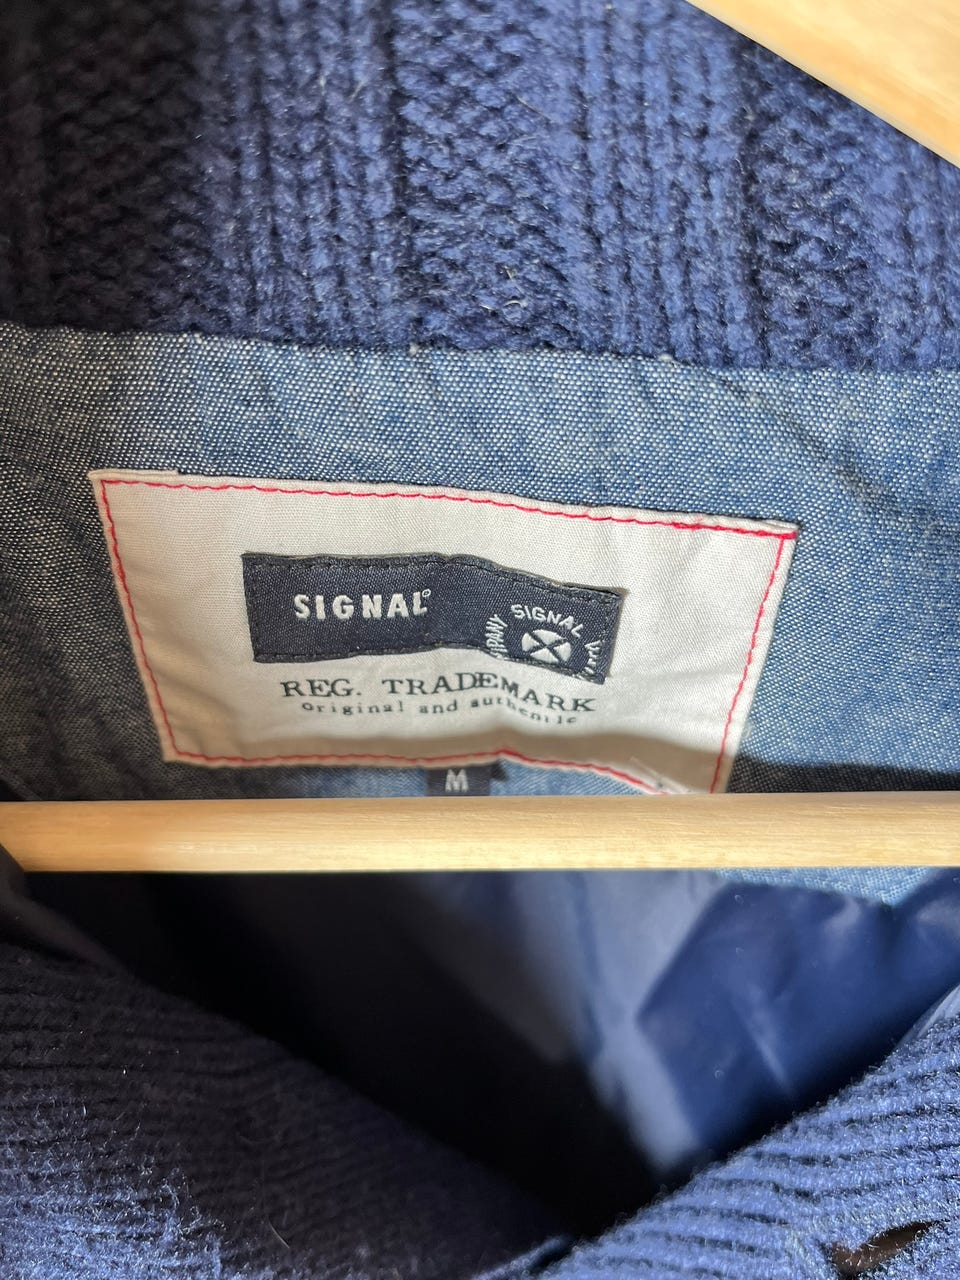 SIGNAL®
SIGNAL
REG. TRADEMARK
original and authentic
M